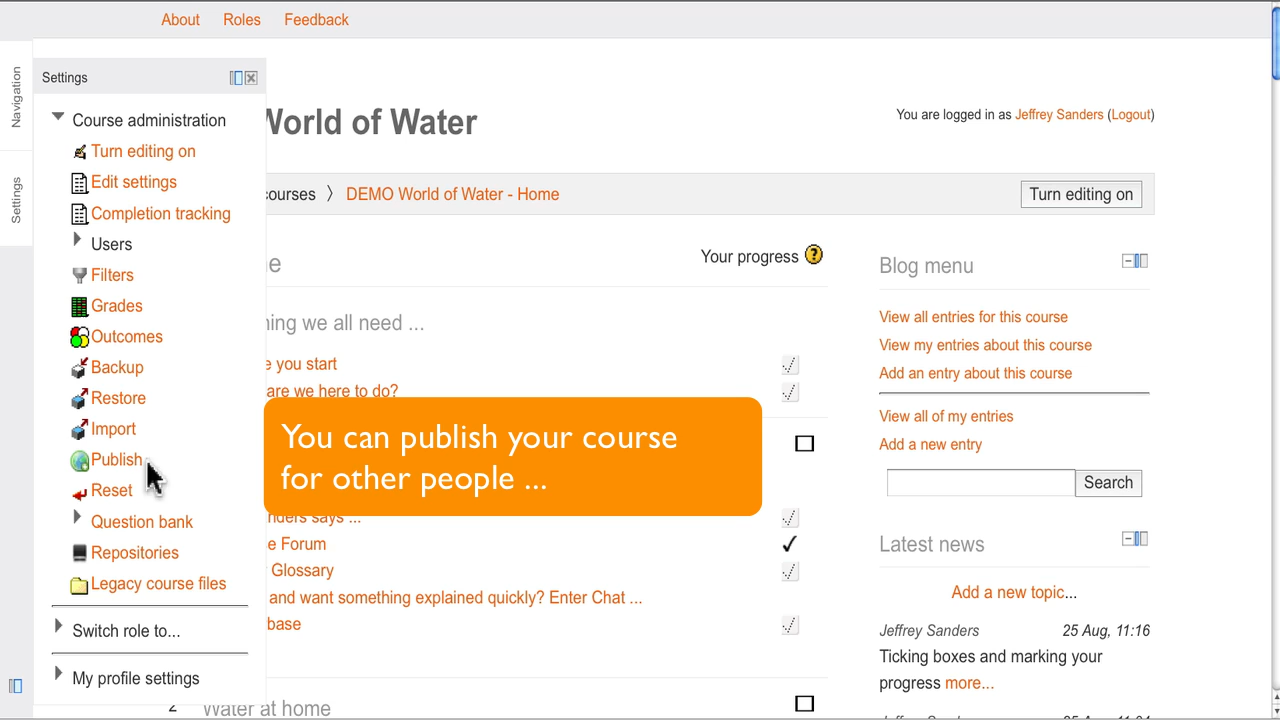 About Roles Feedback
Navigation
Settings
Settings
Course administration
Turn editing on
Edit settings
Completion tracking
Users
Filters
Grades
Outcomes
Backup
Restore
Import
Publish
Reset
Question bank
Repositories
Legacy course files
Switch role to...
My profile settings
World of Water
You are logged in as Jeffrey Sanders (Logout)
courses 〉 DEMO World of Water - Home
Turn editing on
Your progress
we all need ...
you start
are we here to do?
You can publish your course
for other people ...
says ...
Forum
Glossary
and want something explained quickly? Enter Chat ...
base
2 Water at home
Blog menu
View all entries for this course
View my entries about this course
Add an entry about this course
View all of my entries
Add a new entry
Search
Latest news
Add a new topic...
Jeffrey Sanders 25 Aug, 11:16
Ticking boxes and marking your
progress more...